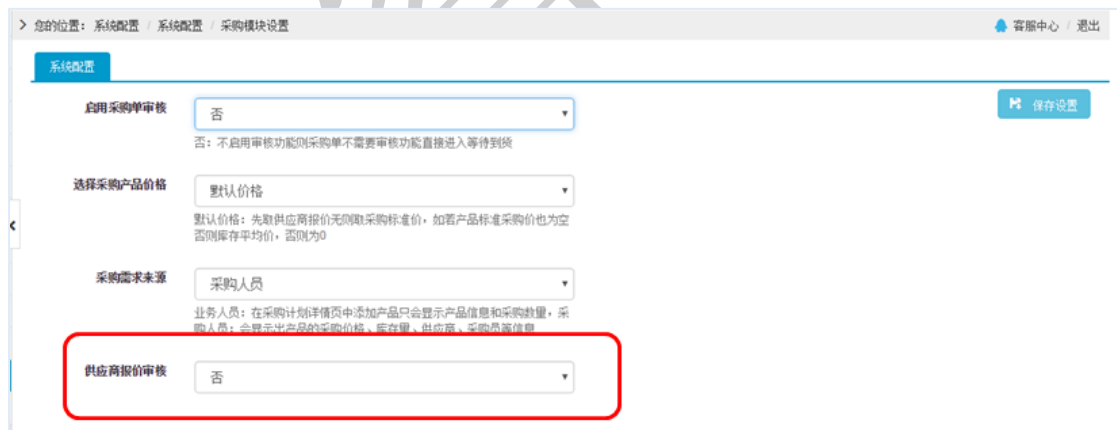 > 您的位置：系统配置 / 系统配置 / 采购模块设置
客服中心 / 退出
系统配置
启用采购单审核
否
保存设置
否：不启用审核功能则采购单不需要审核功能直接进入等待到货
选择采购产品价格
默认价格
默认价格：先取供应商报价无则取采购标准价，如若产品标准采购价也为空
否则库存平均价，否则为0
采购需求来源
采购人员
业务人员：在采购计划详情页中添加产品只会显示产品信息和采购数量，采
购人员：会显示出产品的采购价格、库存量、供应商、采购员等信息
供应商报价审核
否